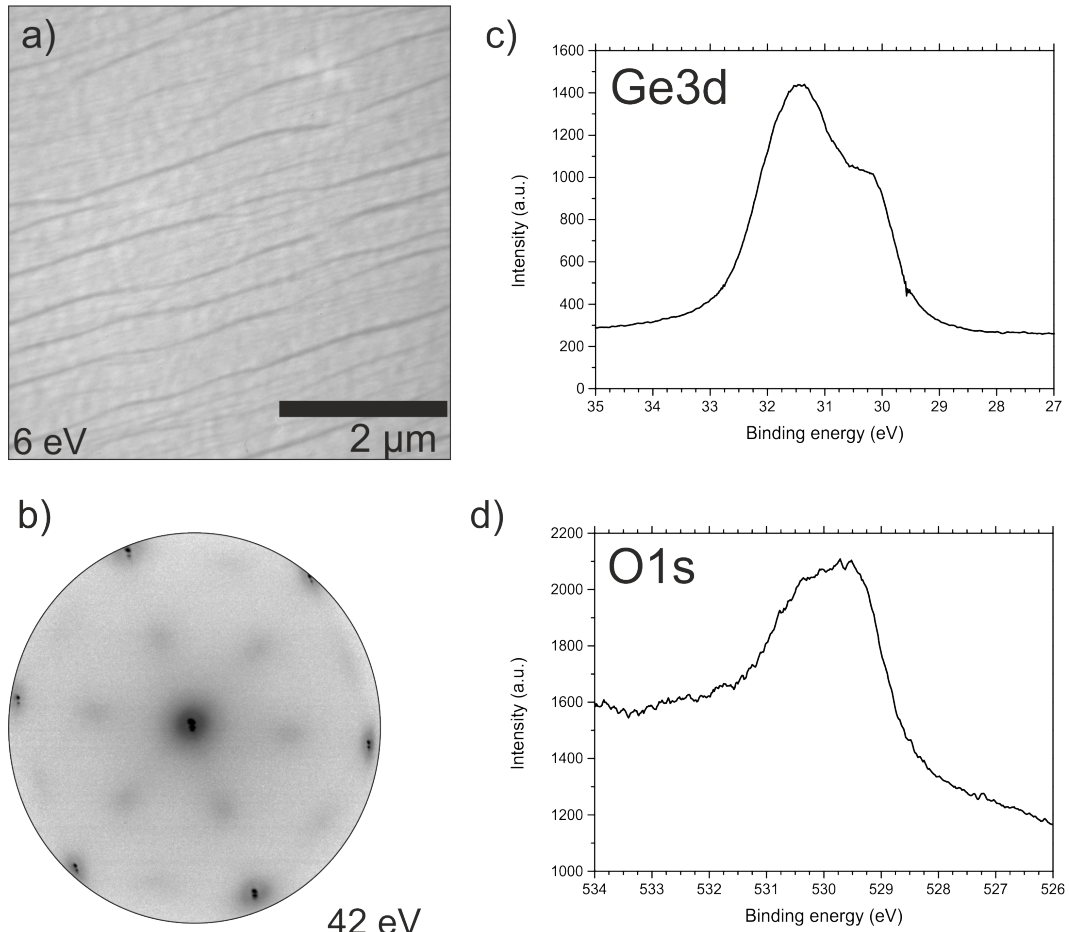 a)
6 eV
2 µm
b)
42 eV
c)
Ge3d
Intensity (a.u.)
1600
1400
1200
1000
800
600
400
200
0
35 34 33 32 31 30 29 28 27
Binding energy (eV)
d)
O1s
Intensity (a.u.)
2200
2000
1800
1600
1400
1200
1000
534 533 532 531 530 529 528 527 526
Binding energy (eV)